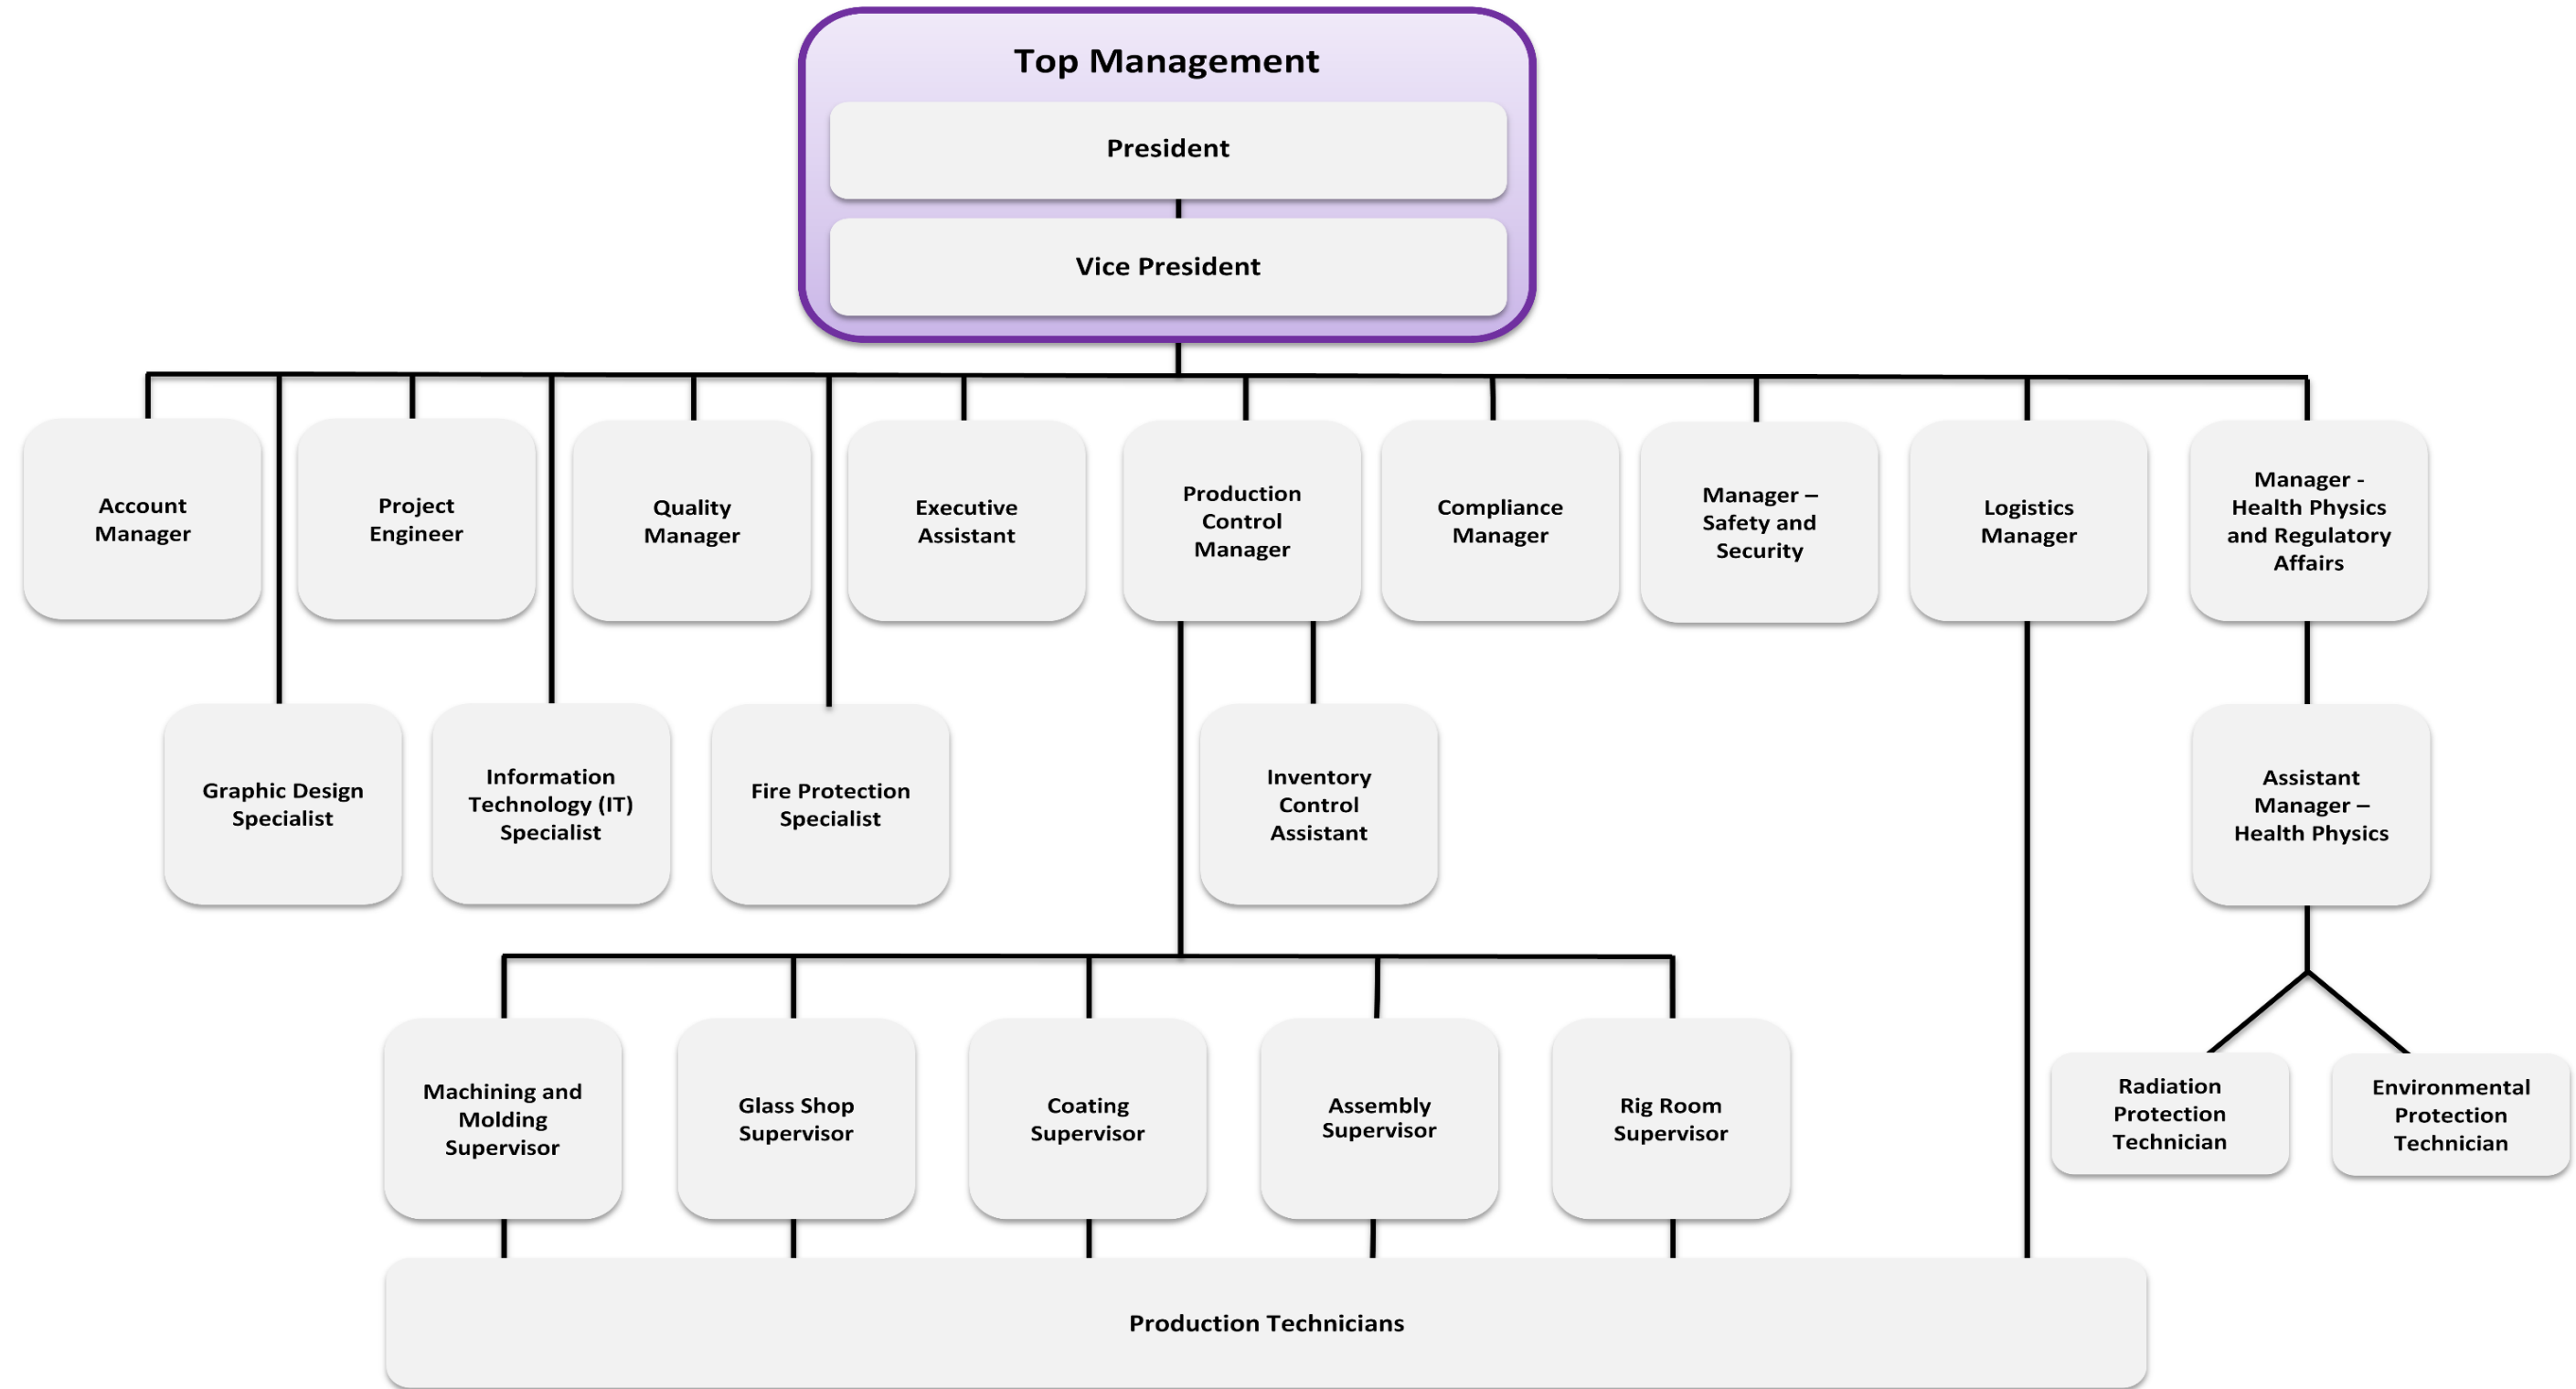 Top Management
President
Vice President
Account
Manager
Project
Engineer
Quality
Manager
Executive
Assistant
Production
Control
Manager
Compliance
Manager
Manager –
Safety and
Security
Logistics
Manager
Manager -
Health Physics
and Regulatory
Affairs
Graphic Design
Specialist
Information
Technology (IT)
Specialist
Fire Protection
Specialist
Inventory
Control
Assistant
Assistant
Manager –
Health Physics
Machining and
Molding
Supervisor
Glass Shop
Supervisor
Coating
Supervisor
Assembly
Supervisor
Rig Room
Supervisor
Radiation
Protection
Technician
Environmental
Protection
Technician
Production Technicians